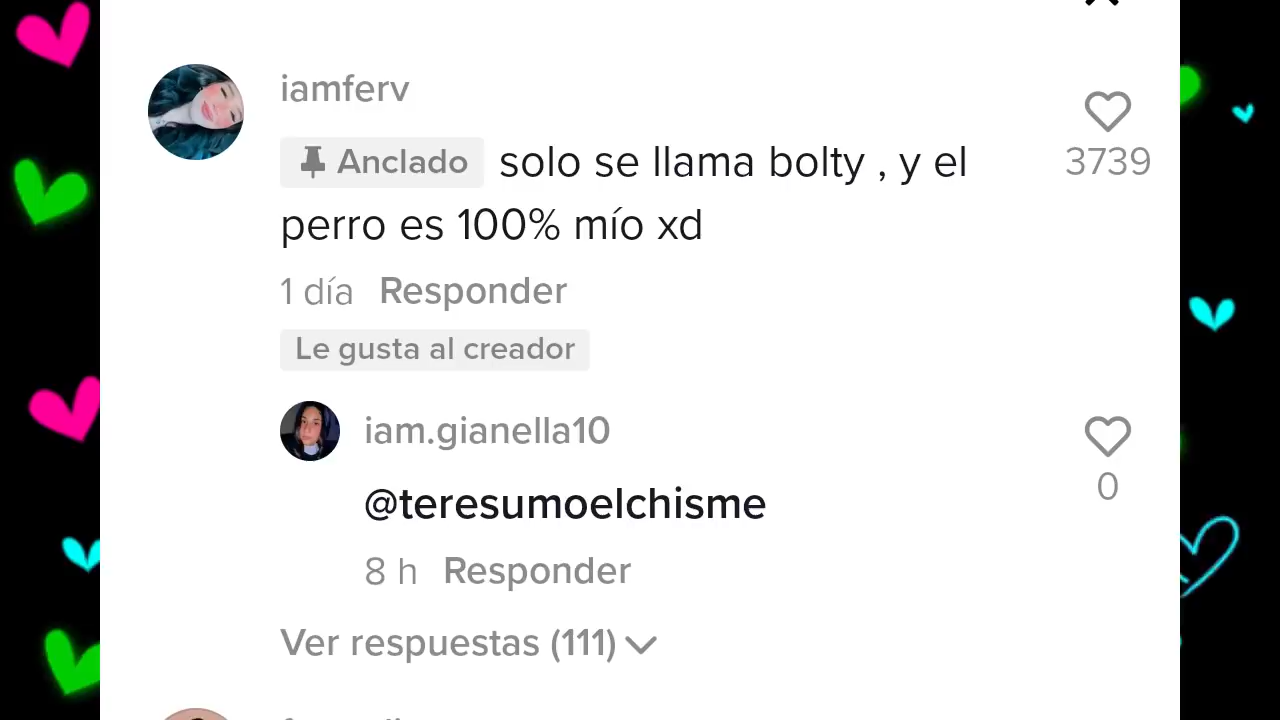 iamferv
Anclado solo se llama bolty , y el
3739
perro es 100% mío xd
1 día Responder
Le gusta al creador
iam.gianella10
@teresumoelchisme
0
8 h Responder
Ver respuestas (111)